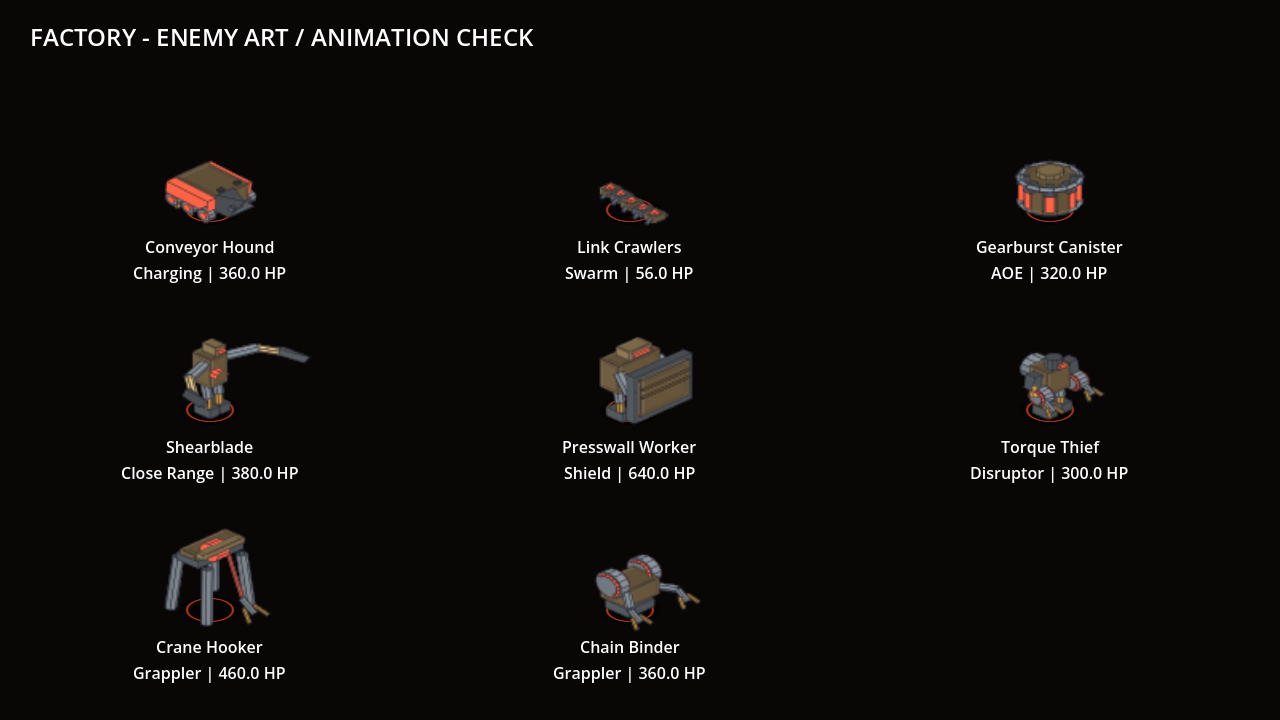 FACTORY - ENEMY ART / ANIMATION CHECK
Conveyor Hound
Charging | 360.0 HP
Link Crawlers
Swarm | 56.0 HP
Gearburst Canister
AOE | 320.0 HP
Shearblade
Close Range | 380.0 HP
Presswall Worker
Shield | 640.0 HP
Torque Thief
Disruptor | 300.0 HP
Crane Hooker
Grappler | 460.0 HP
Chain Binder
Grappler | 360.0 HP